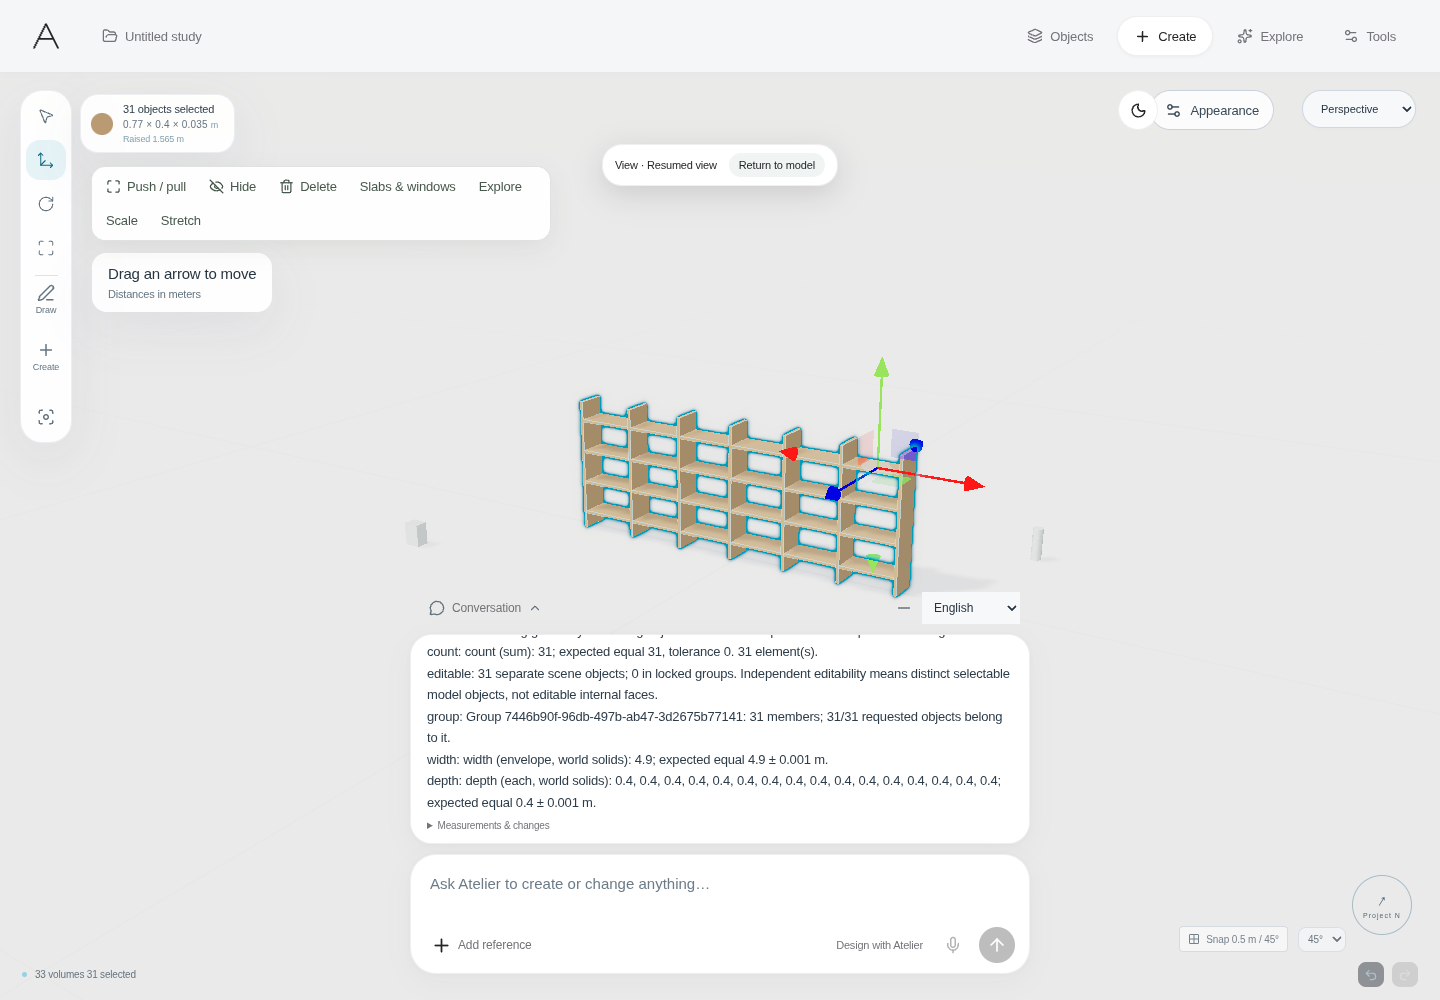 Untitled study
Objects
Create
Explore
Tools
31 objects selected
0.77 × 0.4 × 0.035 m
Raised 1.565 m
Appearance
Perspective
View · Resumed view
Return to model
Push / pull
Hide
Delete
Slabs & windows
Explore
Scale
Stretch
Drag an arrow to move
Distances in meters
Draw
Create
Conversation
English
count: count (sum): 31; expected equal 31, tolerance 0. 31 element(s).
editable: 31 separate scene objects; 0 in locked groups. Independent editability means distinct selectable
model objects, not editable internal faces.
group: Group 7446b90f-96db-497b-ab47-3d2675b77141: 31 members; 31/31 requested objects belong
to it.
width: width (envelope, world solids): 4.9; expected equal 4.9 ± 0.001 m.
depth: depth (each, world solids): 0.4, 0.4, 0.4, 0.4, 0.4, 0.4, 0.4, 0.4, 0.4, 0.4, 0.4, 0.4, 0.4, 0.4, 0.4, 0.4;
expected equal 0.4 ± 0.001 m.
Measurements & changes
Ask Atelier to create or change anything…
Add reference
Design with Atelier
Project N
Snap 0.5 m / 45°
45°
33 volumes 31 selected